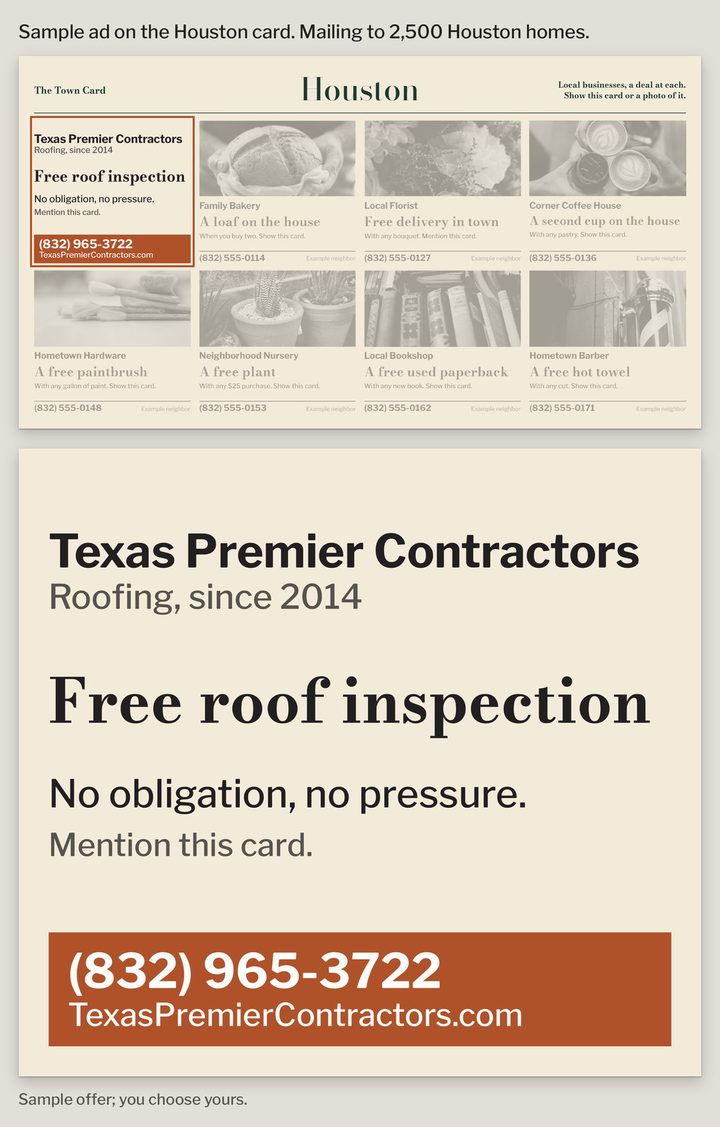 Sample ad on the Houston card. Mailing to 2,500 Houston homes.
The Town Card
Houston
Local businesses, a deal at each.
Show this card or a photo of it.
Texas Premier Contractors
Roofing, since 2014
Free roof inspection
No obligation, no pressure.
Mention this card.
(832) 965-3722
TexasPremierContractors.com
Family Bakery
A loaf on the house
When you buy two. Show this card.
(832) 555-0114
Example neighbor
Local Florist
Free delivery in town
With any bouquet. Mention this card.
(832) 555-0127
Example neighbor
Corner Coffee House
A second cup on the house
With any pastry. Show this card.
(832) 555-0136
Example neighbor
Hometown Hardware
A free paintbrush
With any gallon of paint. Show this card.
(832) 555-0148
Example neighbor
Neighborhood Nursery
A free plant
With any $25 purchase. Show this card.
(832) 555-0153
Example neighbor
Local Bookshop
A free used paperback
With any new book. Show this card.
(832) 555-0162
Example neighbor
Hometown Barber
A free hot towel
With any cut. Show this card.
(832) 555-0171
Example neighbor
Texas Premier Contractors
Roofing, since 2014
Free roof inspection
No obligation, no pressure.
Mention this card.
(832) 965-3722
TexasPremierContractors.com
Sample offer; you choose yours.